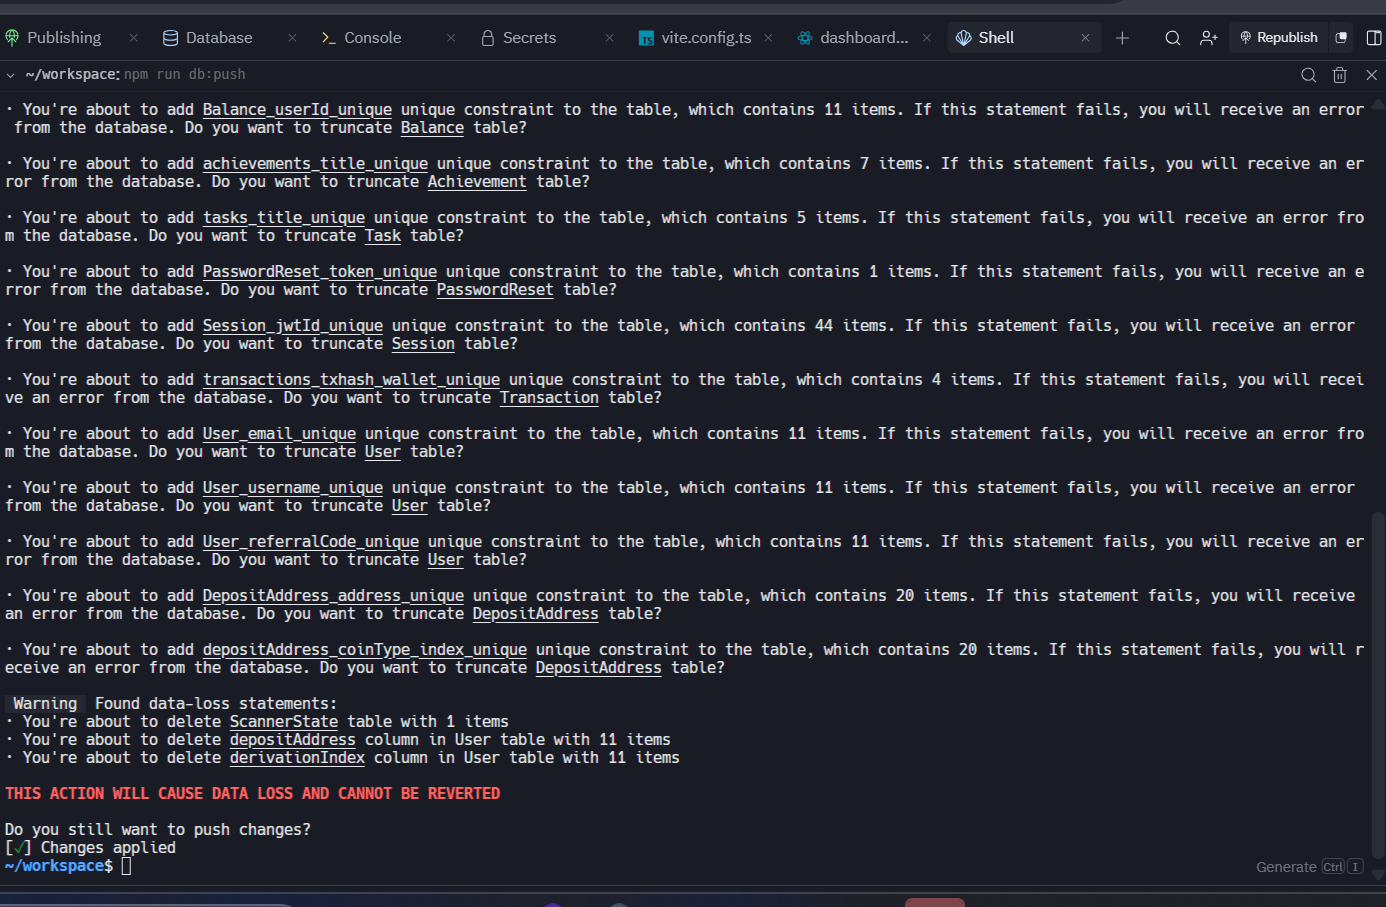 Publishing × Database × Console × Secrets × TS vite.config.ts × dashboard... × Shell × + Republish
~/workspace: npm run db:push
· You're about to add Balance_userId_unique unique constraint to the table, which contains 11 items. If this statement fails, you will receive an error
 from the database. Do you want to truncate Balance table?
· You're about to add achievements_title_unique unique constraint to the table, which contains 7 items. If this statement fails, you will receive an er
ror from the database. Do you want to truncate Achievement table?
· You're about to add tasks_title_unique unique constraint to the table, which contains 5 items. If this statement fails, you will receive an error fro
m the database. Do you want to truncate Task table?
· You're about to add PasswordReset_token_unique unique constraint to the table, which contains 1 items. If this statement fails, you will receive an e
rror from the database. Do you want to truncate PasswordReset table?
· You're about to add Session_jwtId_unique unique constraint to the table, which contains 44 items. If this statement fails, you will receive an error
from the database. Do you want to truncate Session table?
· You're about to add transactions_txhash_wallet_unique unique constraint to the table, which contains 4 items. If this statement fails, you will recei
ve an error from the database. Do you want to truncate Transaction table?
· You're about to add User_email_unique unique constraint to the table, which contains 11 items. If this statement fails, you will receive an error fro
m the database. Do you want to truncate User table?
· You're about to add User_username_unique unique constraint to the table, which contains 11 items. If this statement fails, you will receive an error
from the database. Do you want to truncate User table?
· You're about to add User_referralCode_unique unique constraint to the table, which contains 11 items. If this statement fails, you will receive an er
ror from the database. Do you want to truncate User table?
· You're about to add DepositAddress_address_unique unique constraint to the table, which contains 20 items. If this statement fails, you will receive
an error from the database. Do you want to truncate DepositAddress table?
· You're about to add depositAddress_coinType_index_unique unique constraint to the table, which contains 20 items. If this statement fails, you will r
eceive an error from the database. Do you want to truncate DepositAddress table?
Warning Found data-loss statements:
· You're about to delete ScannerState table with 1 items
· You're about to delete depositAddress column in User table with 11 items
· You're about to delete derivationIndex column in User table with 11 items
THIS ACTION WILL CAUSE DATA LOSS AND CANNOT BE REVERTED
Do you still want to push changes?
[✓] Changes applied
~/workspace$
Generate Ctrl I